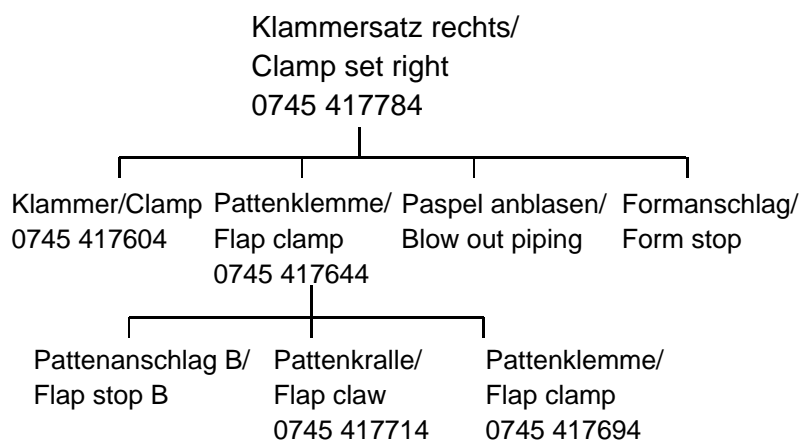 Klammersatz rechts/
Clamp set right
0745 417784
Klammer/Clamp
0745 417604
Pattenklemme/
Flap clamp
0745 417644
Paspel anblasen/
Blow out piping
Formanschlag/
Form stop
Pattenanschlag B/
Flap stop B
Pattenkralle/
Flap claw
0745 417714
Pattenklemme/
Flap clamp
0745 417694